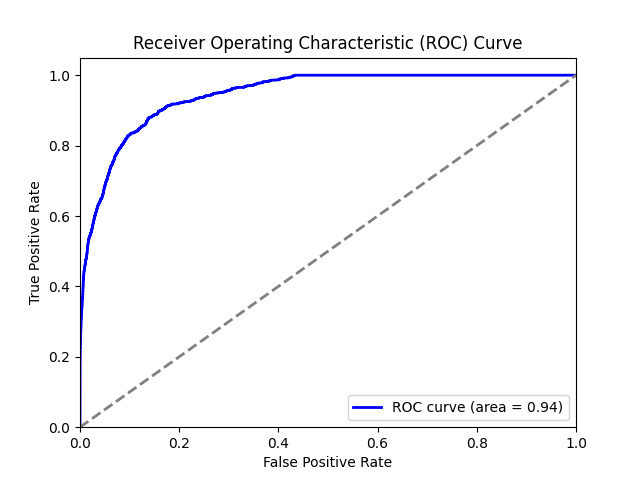 Receiver Operating Characteristic (ROC) Curve
True Positive Rate
1.0
0.8
0.6
0.4
0.2
0.0
ROC curve (area = 0.94)
0.0 0.2 0.4 0.6 0.8 1.0
False Positive Rate